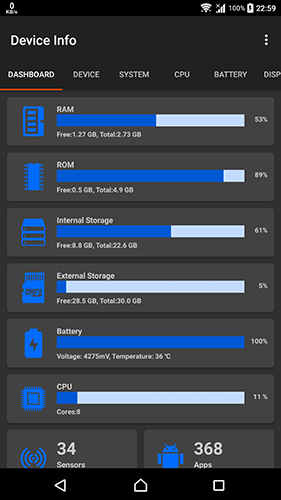 0
KB/s
100%
22:59
Device Info
DASHBOARD DEVICE SYSTEM CPU BATTERY DISP
RAM
53%
Free:1.27 GB, Total:2.73 GB
ROM
89%
Free:0.5 GB, Total:4.9 GB
Internal Storage
61%
Free:8.8 GB, Total:22.6 GB
External Storage
5%
Free:28.5 GB, Total:30.0 GB
Battery
100%
Voltage: 4275mV, Temperature: 36 °C
CPU
11 %
Cores:8
34
Sensors
368
Apps